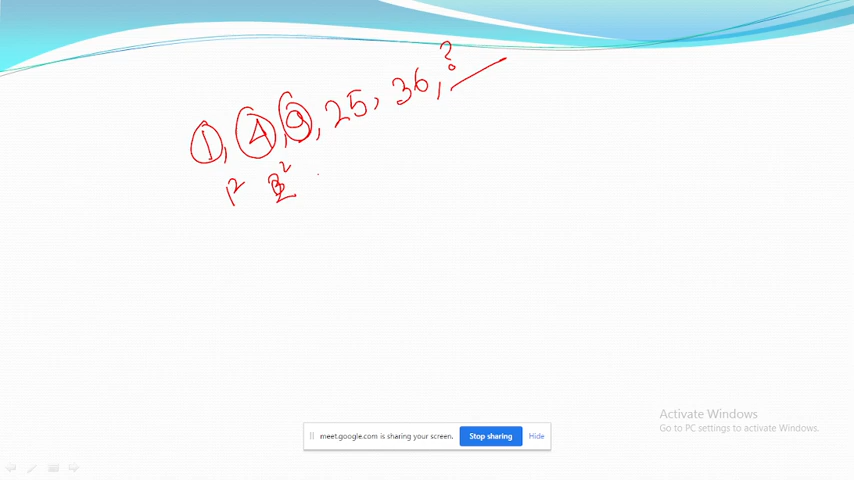 1, 4, 9, 25, 36, ?
1² 2²
meet.google.com is sharing your screen. Stop sharing Hide
Activate Windows
Go to PC settings to activate Windows.